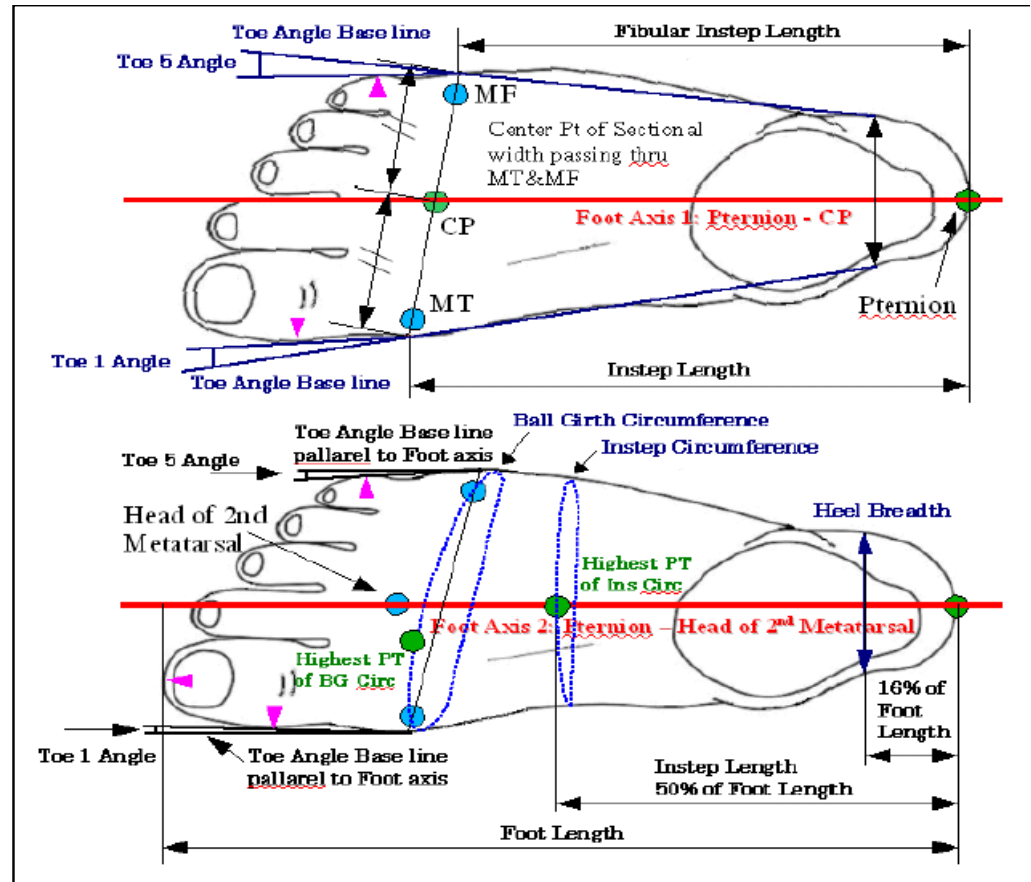 Toe Angle Base line
Fibular Instep Length
Toe 5 Angle
MF
Center Pt of Sectional
width passing thru
MT&MF
CP
Foot Axis 1: Pternion - CP
MT
Pternion
Toe 1 Angle
Toe Angle Base line
Instep Length
Ball Girth Circumference
Toe Angle Base line
pallarel to Foot axis
Instep Circumference
Toe 5 Angle
Head of 2nd
Metatarsal
Heel Breadth
Highest PT
of Ins Circ
Foot Axis 2: Pternion – Head of 2nd Metatarsal
Highest PT
of BG Circ
16% of
Foot
Length
Toe 1 Angle
Toe Angle Base line
pallarel to Foot axis
Instep Length
50% of Foot Length
Foot Length